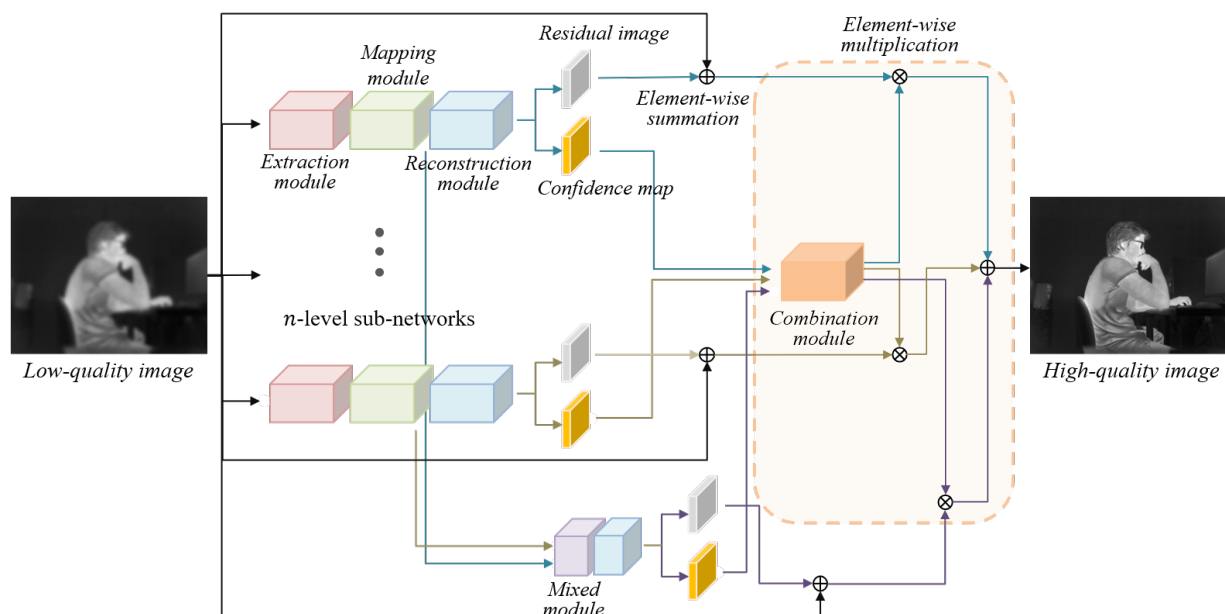 Residual image
Element-wise
multiplication
Mapping
module
Element-wise
summation
Extraction
module
Reconstruction
module
Confidence map
n-level sub-networks
Combination
module
Low-quality image
High-quality image
Mixed
module